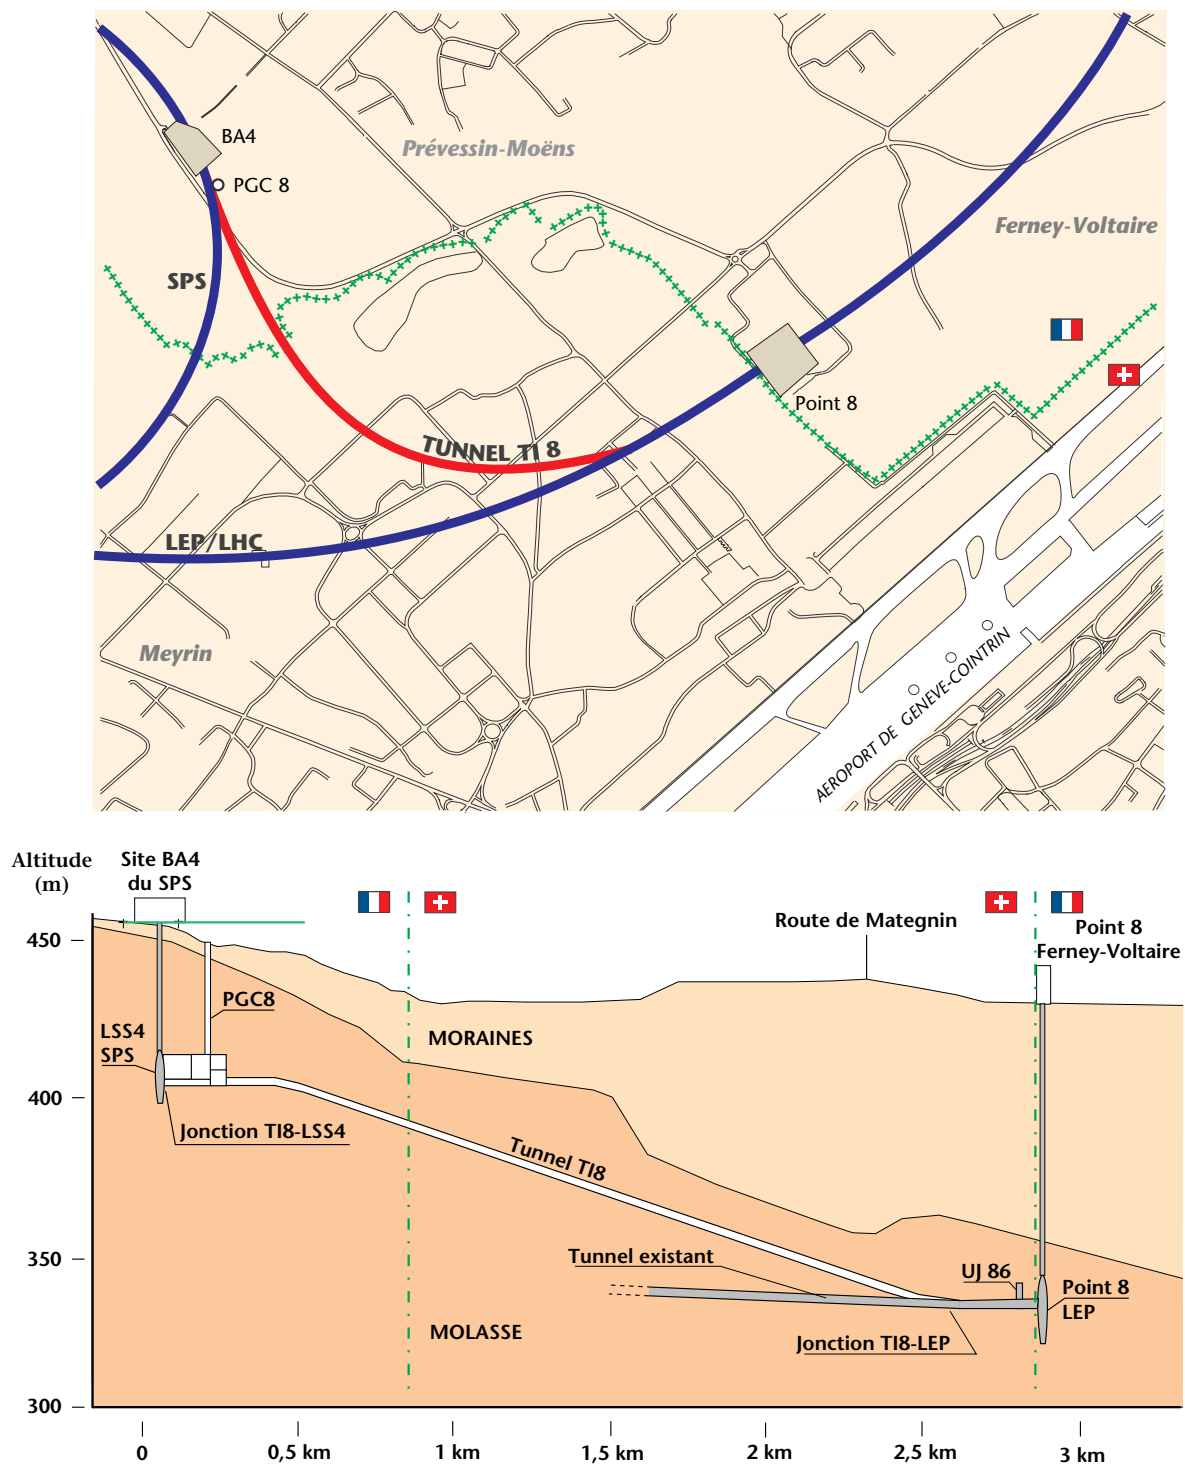 BA4
Prévessin-Moëns
PGC 8
Ferney-Voltaire
SPS
Point 8
TUNNEL TI 8
LEP/LHC
Meyrin
AEROPORT DE GENEVE-COINTRIN
Altitude
(m)
Site BA4
du SPS
Route de Mategnin
Point 8
Ferney-Voltaire
450
PGC8
LSS4
SPS
MORAINES
400
Jonction TI8-LSS4
Tunnel TI8
350
Tunnel existant
UJ 86
Point 8
LEP
MOLASSE
Jonction TI8-LEP
300
0
0,5 km
1 km
1,5 km
2 km
2,5 km
3 km